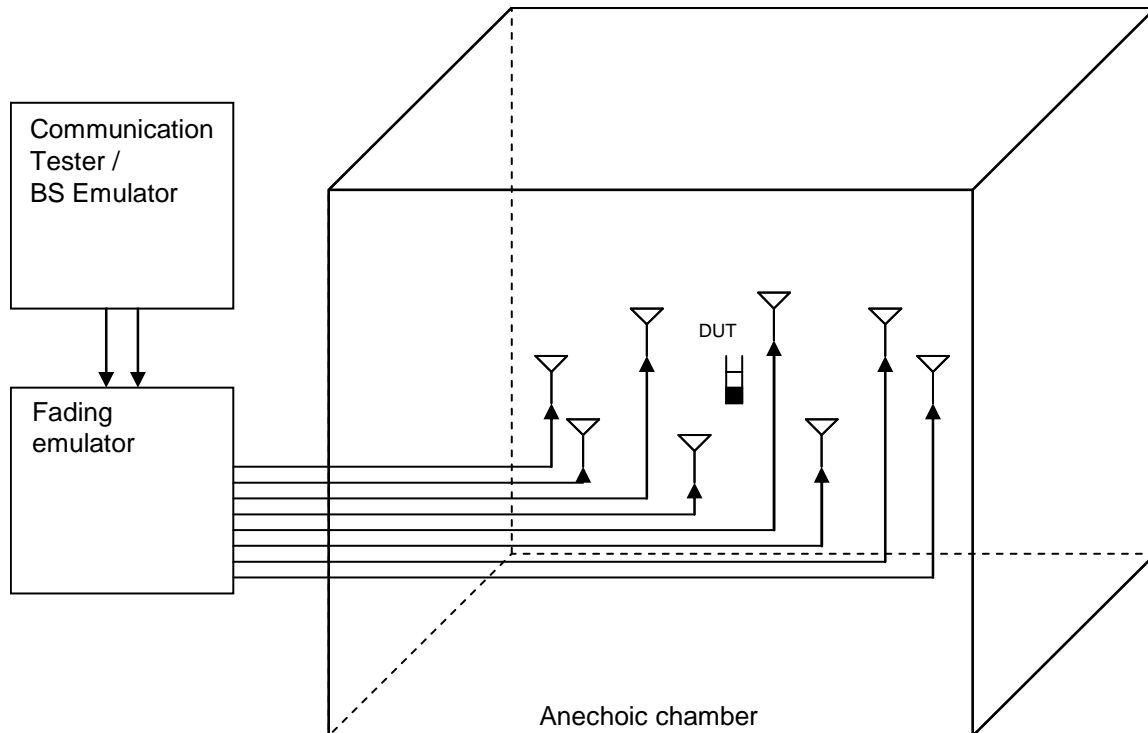 Communication
Tester /
BS Emulator
DUT
Fading
emulator
Anechoic chamber